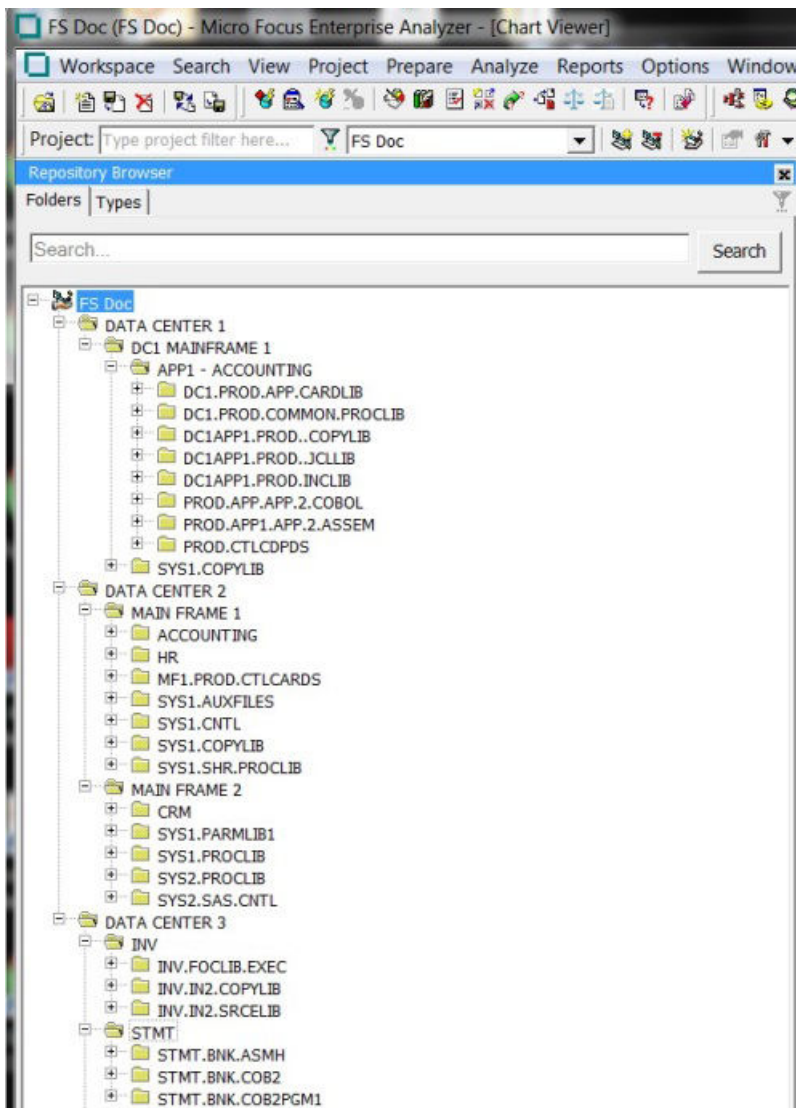 FS Doc (FS Doc) - Micro Focus Enterprise Analyzer - [Chart Viewer]
Workspace Search View Project Prepare Analyze Reports Options Window
Project: Type project filter here... FS Doc
Repository Browser
Folders Types
Search... Search
FS Doc
DATA CENTER 1
DC1 MAINFRAME 1
APP1 - ACCOUNTING
DC1.PROD.APP.CARDLIB
DC1.PROD.COMMON.PROCLIB
DC1APP1.PROD..COPYLIB
DC1APP1.PROD..JCLLIB
DC1APP1.PROD.INCLIB
PROD.APP.APP.2.COBOL
PROD.APP1.APP.2.ASSEM
PROD.CTLCDPDS
SYS1.COPYLIB
DATA CENTER 2
MAIN FRAME 1
ACCOUNTING
HR
MF1.PROD.CTLCARDS
SYS1.AUXFILES
SYS1.CNTL
SYS1.COPYLIB
SYS1.SHR.PROCLIB
MAIN FRAME 2
CRM
SYS1.PARMLIB1
SYS1.PROCLIB
SYS2.PROCLIB
SYS2.SAS.CNTL
DATA CENTER 3
INV
INV.FOCLIB.EXEC
INV.IN2.COPYLIB
INV.IN2.SRCELIB
STMT
STMT.BNK.ASMH
STMT.BNK.COB2
STMT.BNK.COB2PGM1